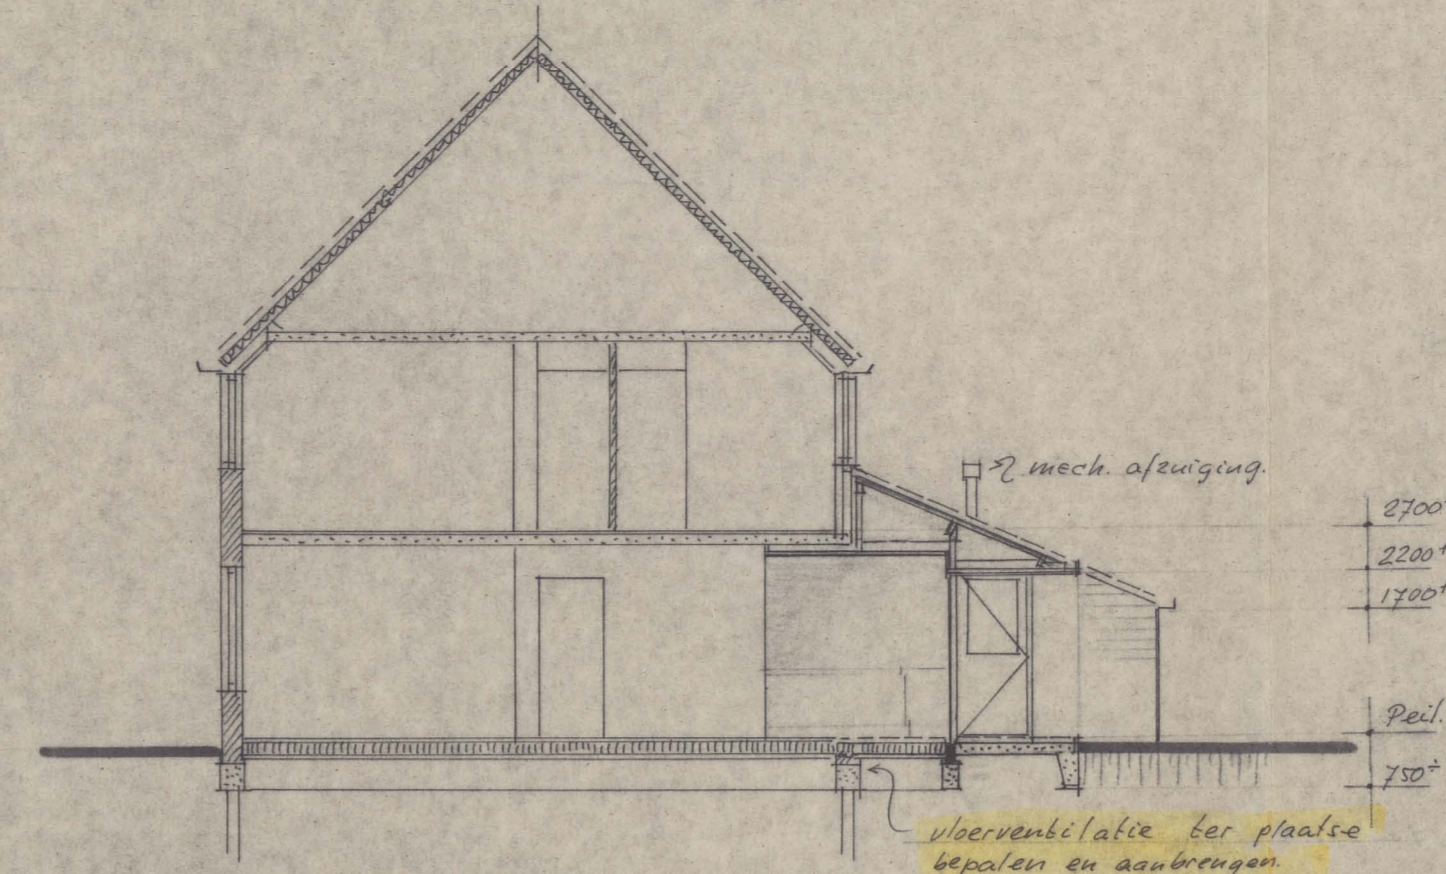 mech. afzuiging.
2700+
2200+
1700+
Peil.
750÷
vloerventilatie ter plaatse
bepalen en aanbrengen.